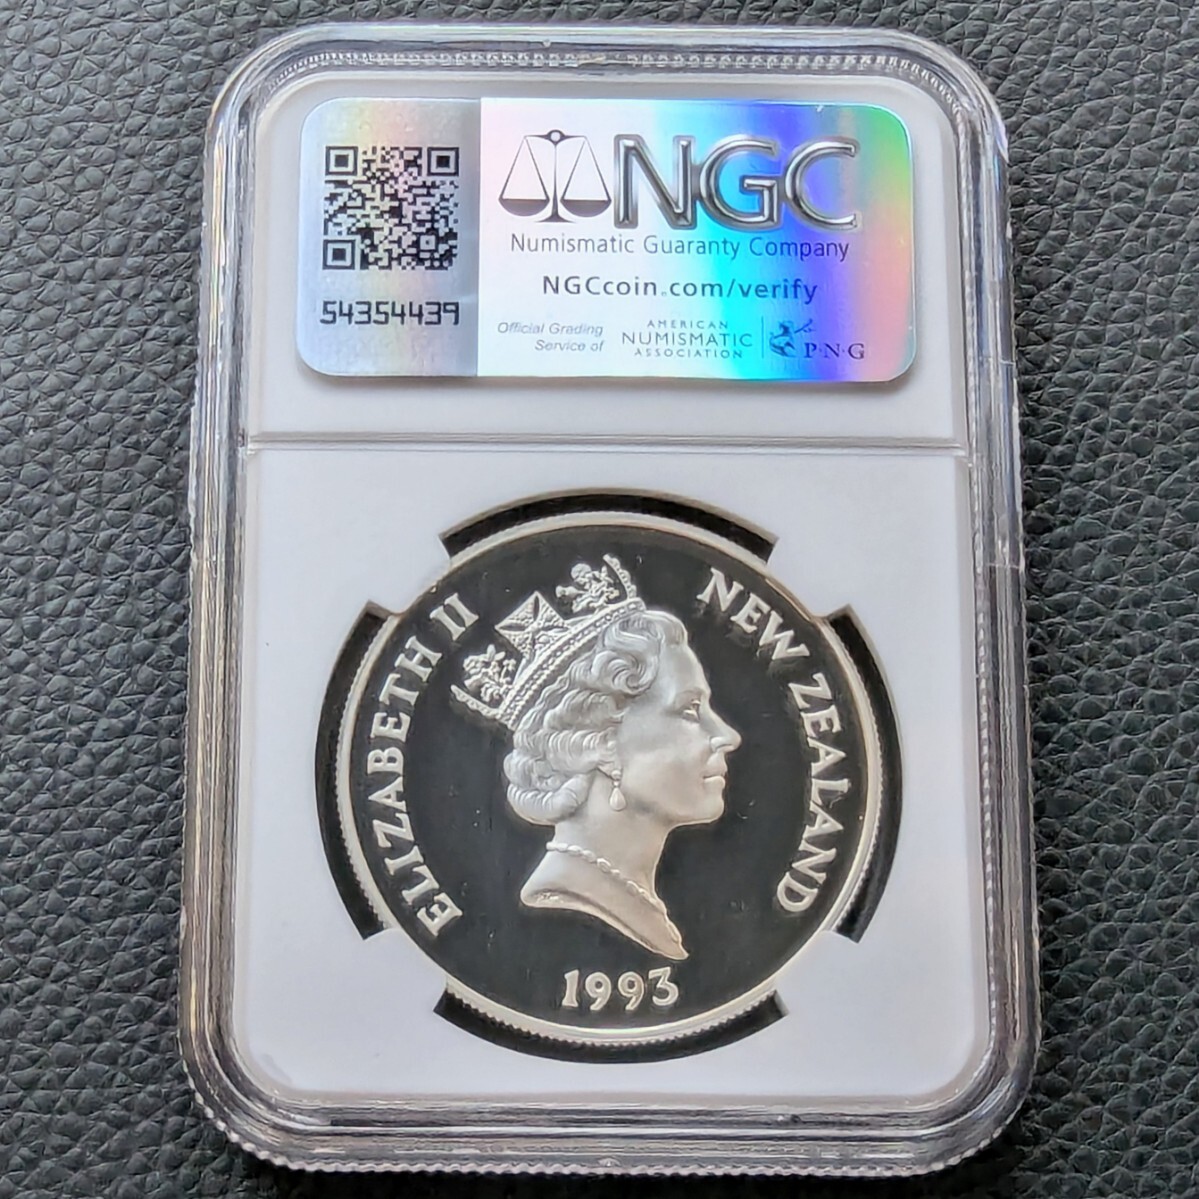 NGC
Numismatic Guaranty Company
NGCcoin.com/verify
54354439
Official Grading
Service of
AMERICAN
NUMISMATIC
ASSOCIATION
P·N·G
ELIZABETH II
NEW ZEALAND
1993